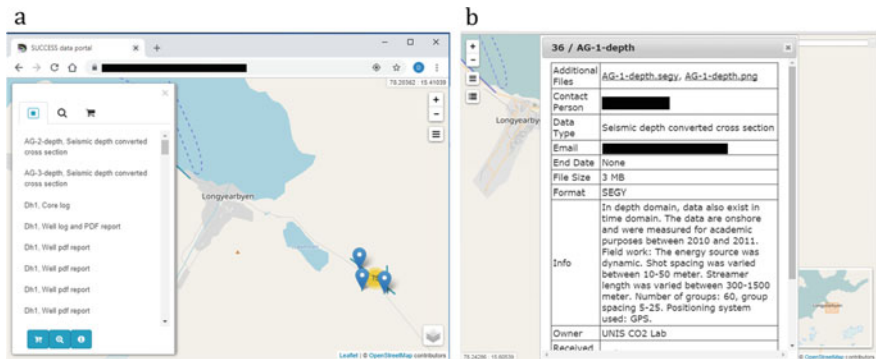 a
SUCCESS data portal
78.20362 : 15.41039
AG-2-depth, Seismic depth converted
cross section
AG-3-depth, Seismic depth converted
cross section
Dh1, Core log
Dh1, Well log and PDF report
Dh1, Well pdf report
Dh1, Well pdf report
Dh1, Well pdf report
Dh1, Well pdf report
Longyearbyen
Leaflet | © OpenStreetMap contributors
b
36 / AG-1-depth
Additional
Files
AG-1-depth.segy, AG-1-depth.png
Contact
Person
Data
Type
Seismic depth converted cross section
Email
End Date
None
File Size
3 MB
Format
SEGY
Info
In depth domain, data also exist in
time domain. The data are onshore
and were measured for academic
purposes between 2010 and 2011.
Field work: The energy source was
dynamic. Shot spacing was varied
between 10-50 meter. Streamer
length was varied between 300-1500
meter. Number of groups: 60, group
spacing 5-25. Positioning system
used: GPS.
Owner
UNIS CO2 Lab
Received
Longyearbyen
Longyearbyen
© OpenStreetMap contributors